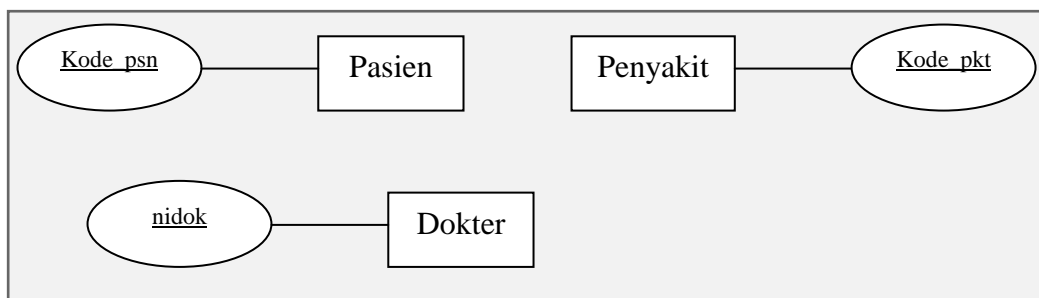 Kode_psn
Pasien
Penyakit
Kode_pkt
nidok
Dokter